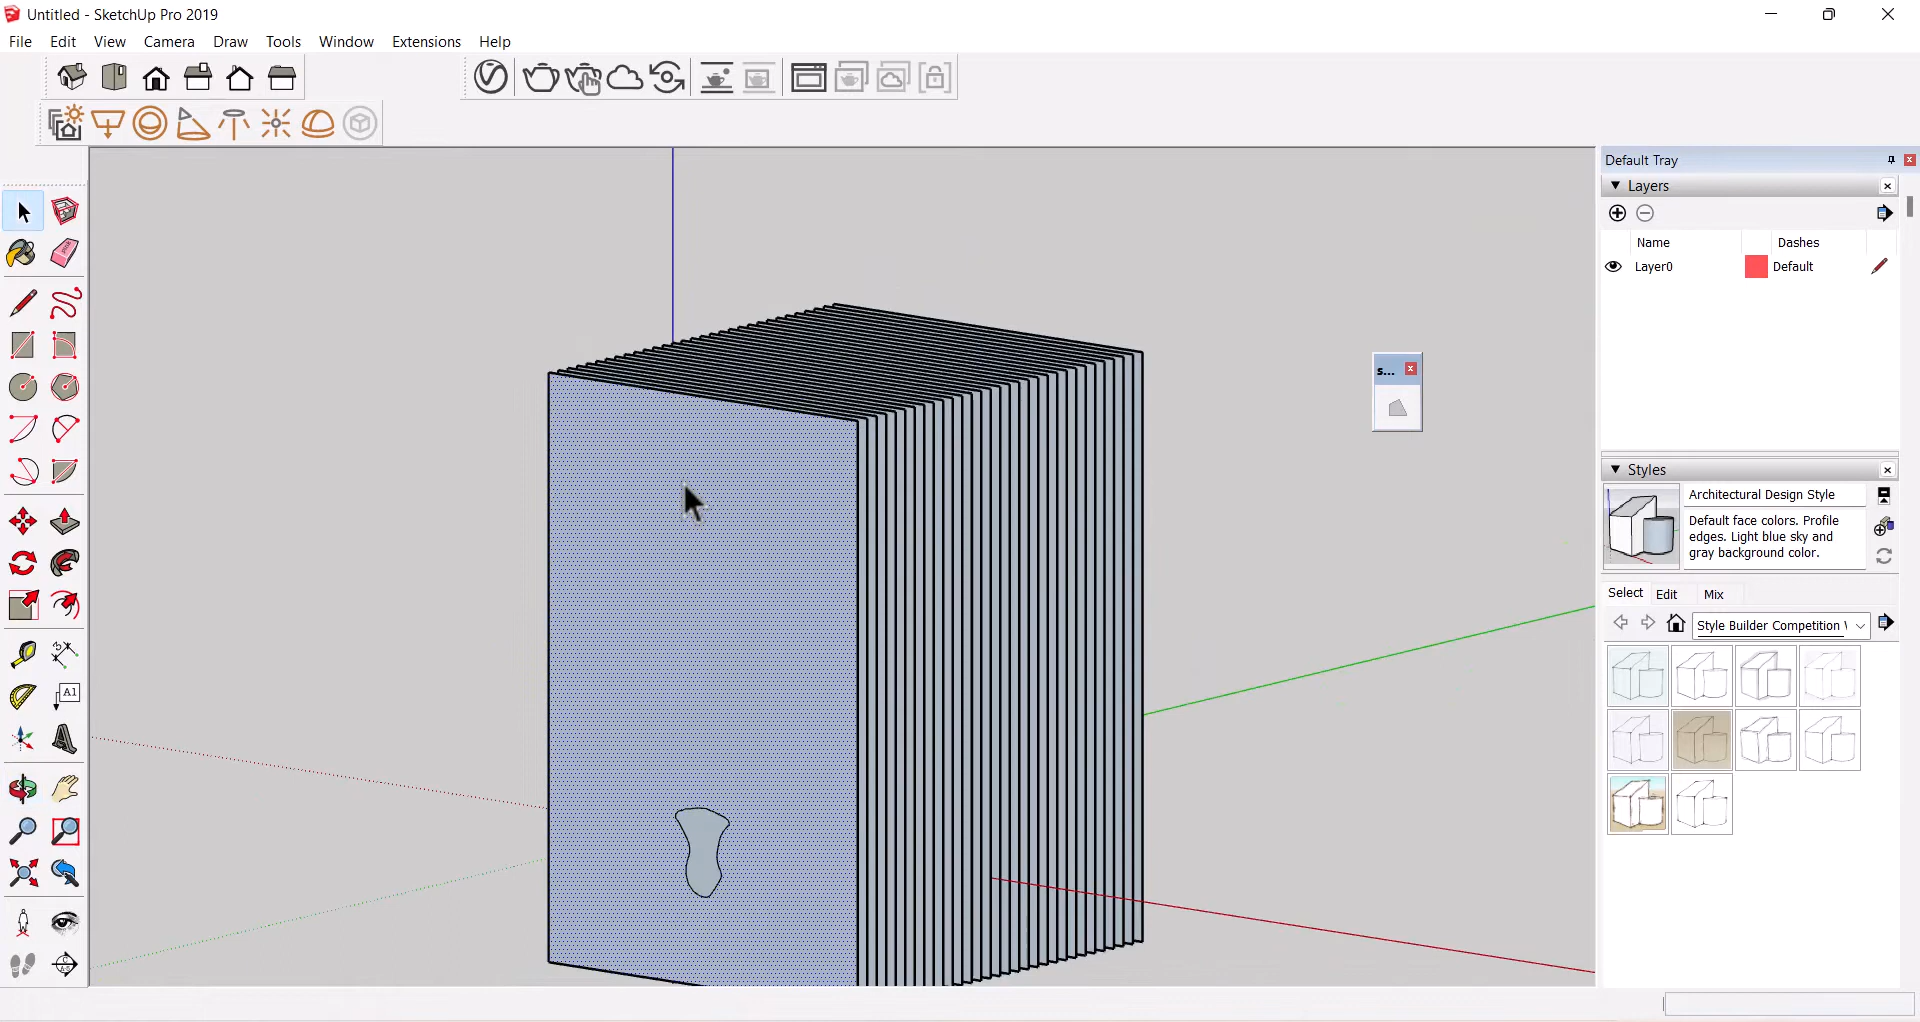 Untitled - SketchUp Pro 2019
File Edit View Camera Draw Tools Window Extensions Help
Default Tray
Layers
Name Dashes
Layer0 Default
s...
Styles
Architectural Design Style
Default face colors. Profile
edges. Light blue sky and
gray background color.
Select Edit Mix
Style Builder Competition
A1